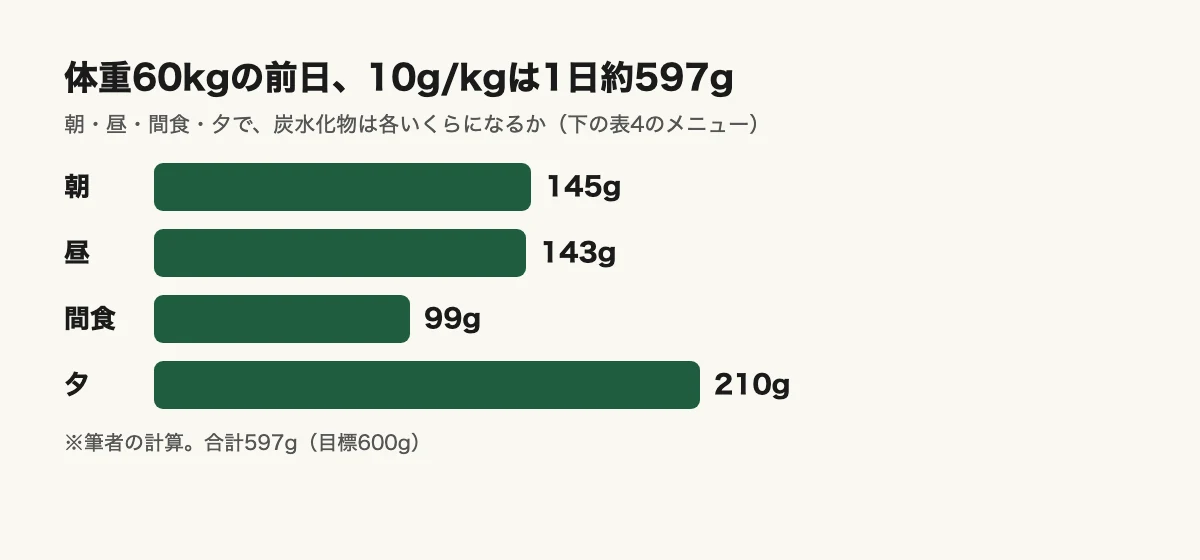 体重60kgの前日、10g/kgは1日約597g
朝・昼・間食・夕で、炭水化物は各いくらになるか（下の表4のメニュー）
朝 145g
昼 143g
間食 99g
夕 210g
※筆者の計算。合計597g（目標600g）